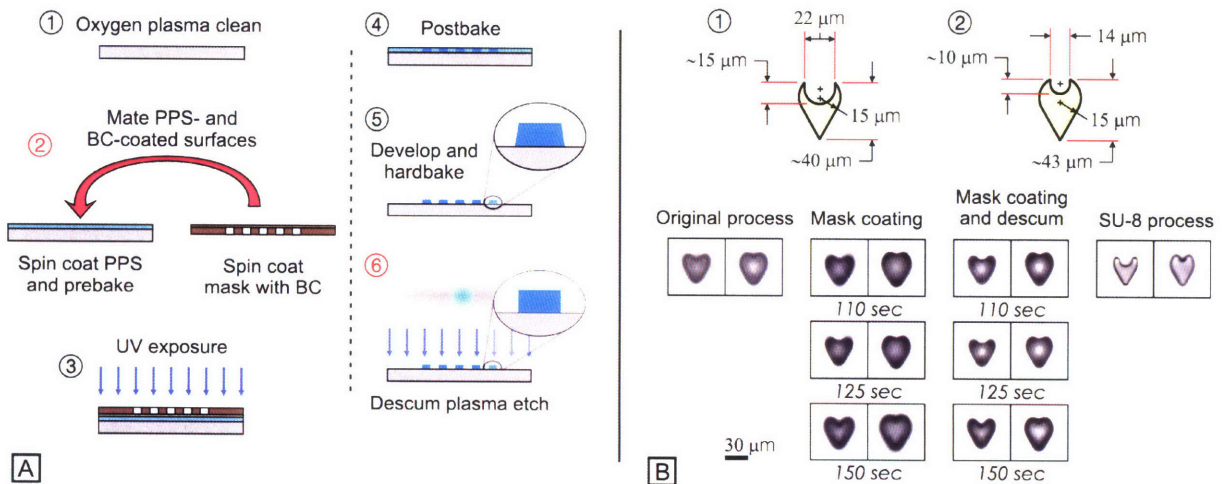 ①
Oxygen plasma clean
②
Mate PPS- and
BC-coated surfaces
Spin coat PPS
and prebake
Spin coat
mask with BC
③
UV exposure
④
Postbake
⑤
Develop and
hardbake
⑥
Descum plasma etch
A
①
22 μm
~15 μm
15 μm
~40 μm
②
14 μm
~10 μm
15 μm
~43 μm
Original process
Mask coating
Mask coating
and descum
SU-8 process
110 sec
110 sec
125 sec
125 sec
150 sec
150 sec
30 μm
B